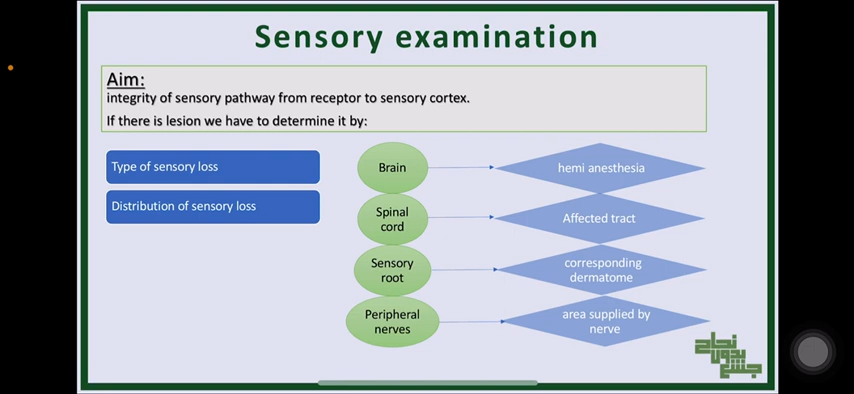 Sensory examination
Aim:
integrity of sensory pathway from receptor to sensory cortex.
If there is lesion we have to determine it by:
Type of sensory loss
Distribution of sensory loss
Brain
hemi anesthesia
Spinal
cord
Affected tract
Sensory
root
corresponding
dermatome
Peripheral
nerves
area supplied by
nerve